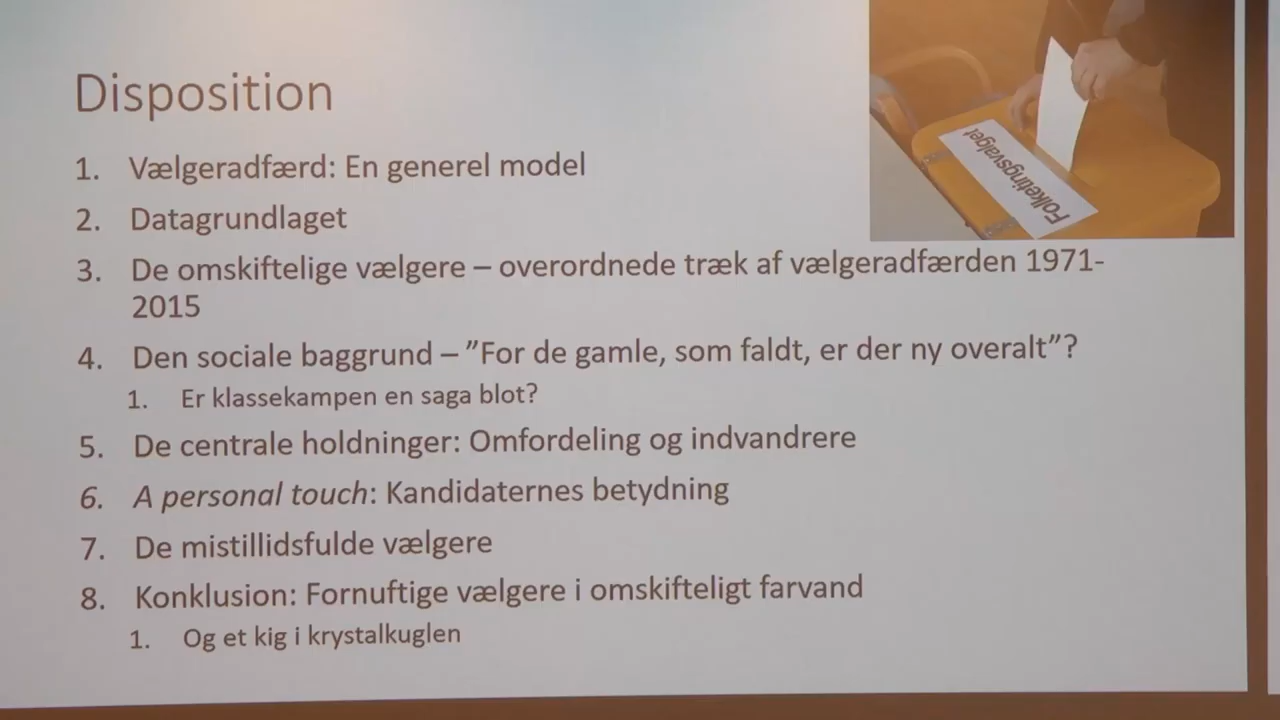 Disposition
Folketingsvalget
1. Vælgeradfærd: En generel model
2. Datagrundlaget
3. De omskiftelige vælgere – overordnede træk af vælgeradfærden 1971-
2015
4. Den sociale baggrund – ”For de gamle, som faldt, er der ny overalt”?
1. Er klassekampen en saga blot?
5. De centrale holdninger: Omfordeling og indvandrere
6. A personal touch: Kandidaternes betydning
7. De mistillidsfulde vælgere
8. Konklusion: Fornuftige vælgere i omskifteligt farvand
1. Og et kig i krystalkuglen